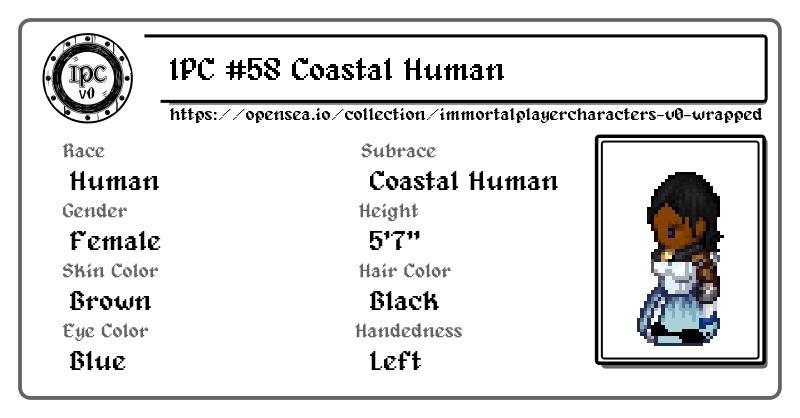 IPC
v0
IPC #58 Coastal Human
https://opensea.io/collection/immortalplayercharacters-v0-wrapped
Race
Subrace
Human
Coastal Human
Gender
Height
Female
5'7"
Skin Color
Hair Color
Brown
Black
Eye Color
Handedness
Blue
Left